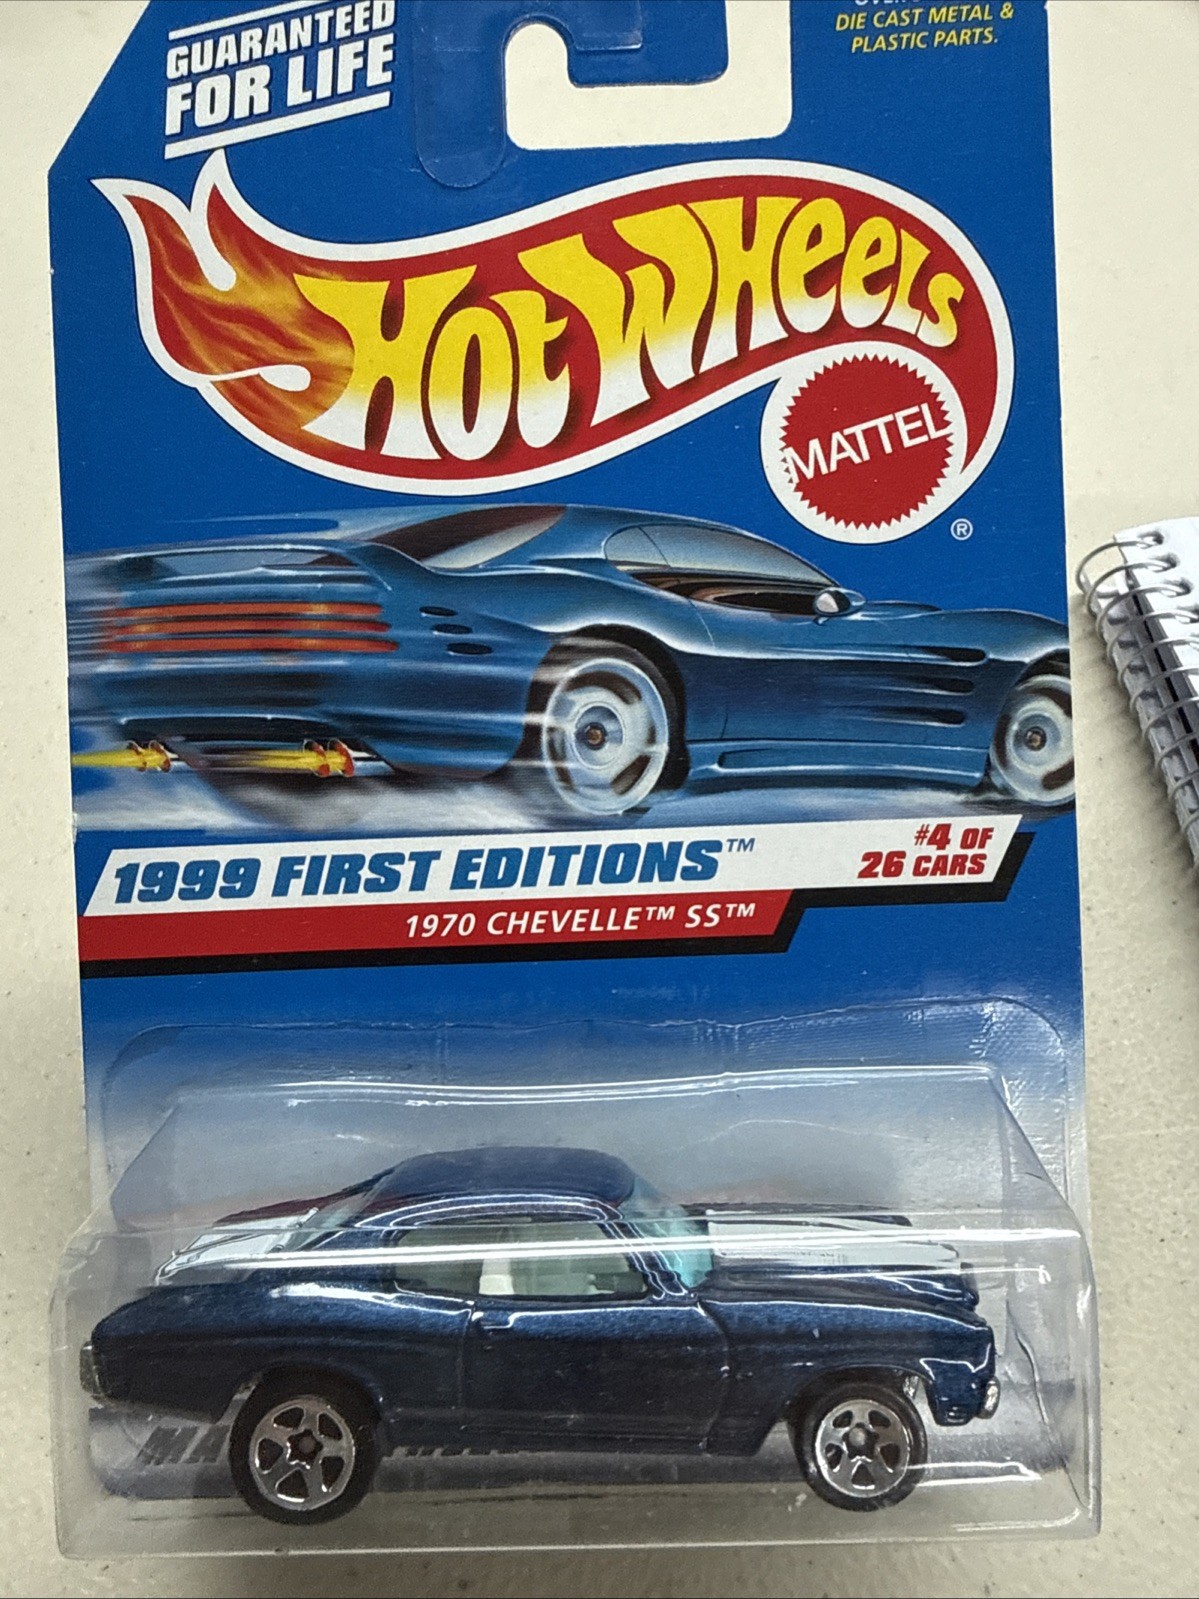 GUARANTEED
FOR LIFE
DIE CAST METAL &
PLASTIC PARTS.
HOT WHEELS
MATTEL
®
1999 FIRST EDITIONS™
#4 OF
26 CARS
1970 CHEVELLE™ SS™